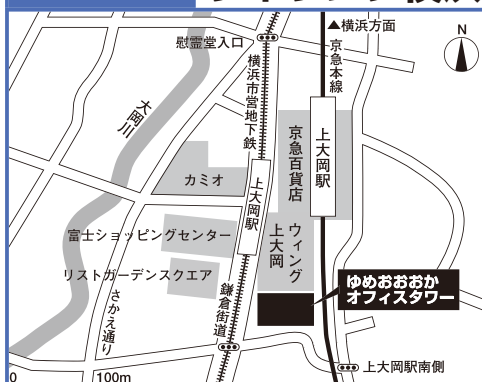 ▲横浜方面
N
慰霊堂入口
京急本線
横浜市営地下鉄
大岡川
京急百貨店
上大岡駅
カミオ
上大岡駅
ウィング
上大岡
富士ショッピングセンター
リストガーデンスクエア
ゆめおおおか
オフィスタワー
さかえ通り
鎌倉街道
上大岡駅南側
0
100m